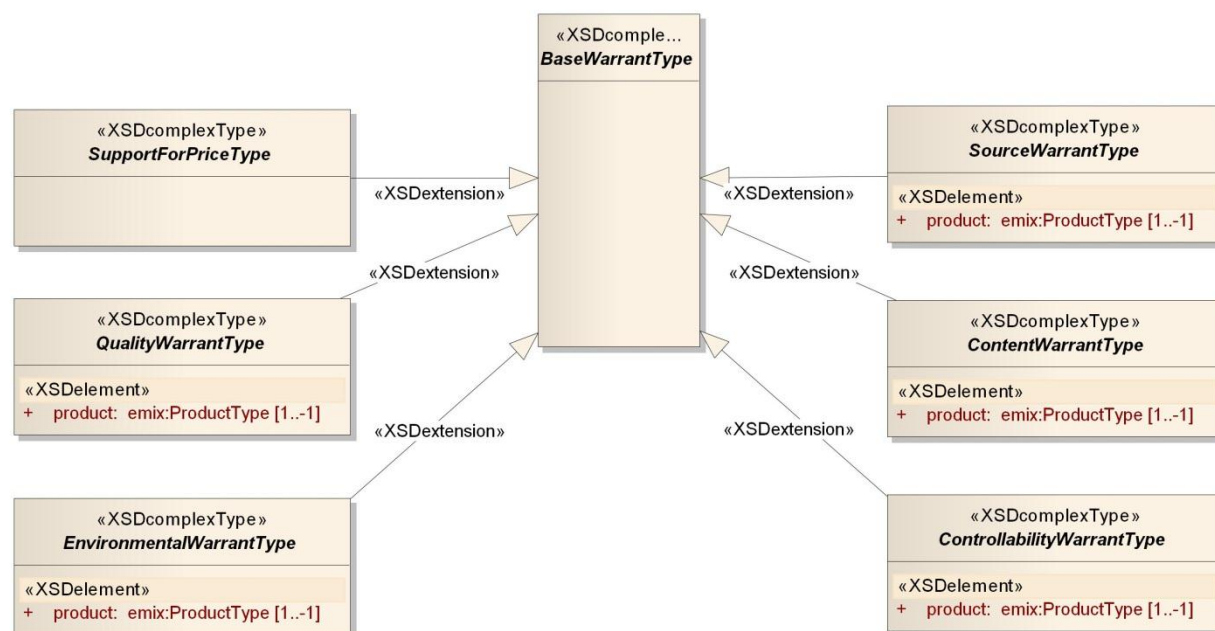 «XSDcomple...
BaseWarrantType
«XSDcomplexType»
SupportForPriceType
«XSDextension»
«XSDcomplexType»
QualityWarrantType
«XSDelement»
+ product: emix:ProductType [1..-1]
«XSDextension»
«XSDcomplexType»
EnvironmentalWarrantType
«XSDelement»
+ product: emix:ProductType [1..-1]
«XSDextension»
«XSDcomplexType»
SourceWarrantType
«XSDelement»
+ product: emix:ProductType [1..-1]
«XSDextension»
«XSDcomplexType»
ContentWarrantType
«XSDelement»
+ product: emix:ProductType [1..-1]
«XSDextension»
«XSDcomplexType»
ControllabilityWarrantType
«XSDelement»
+ product: emix:ProductType [1..-1]
«XSDextension»